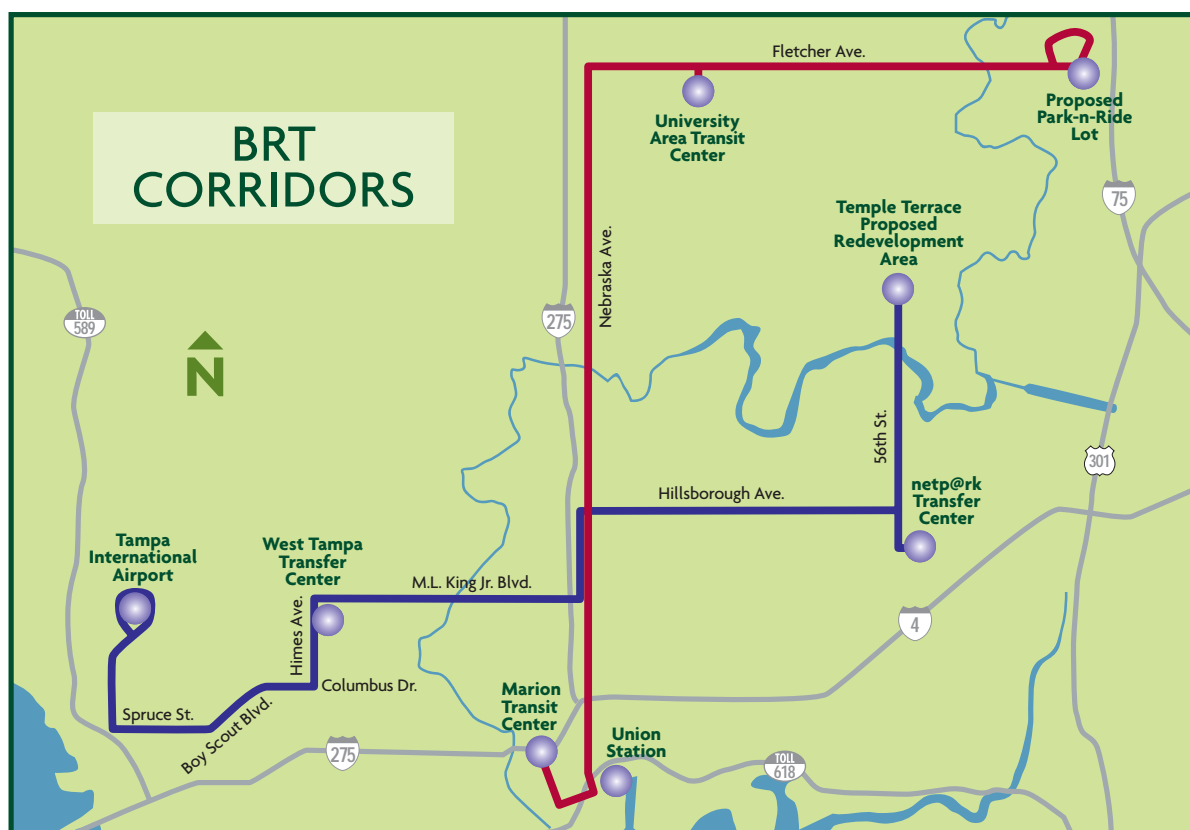 BRT
CORRIDORS
Fletcher Ave.
University
Area Transit
Center
Proposed
Park-n-Ride
Lot
75
Temple Terrace
Proposed
Redevelopment
Area
Nebraska Ave.
TOLL
589
275
N
56th St.
301
Hillsborough Ave.
netp@rk
Transfer
Center
Tampa
International
Airport
West Tampa
Transfer
Center
M.L. King Jr. Blvd.
Himes Ave.
4
Columbus Dr.
Marion
Transit
Center
Spruce St.
Boy Scout Blvd.
Union
Station
275
TOLL
618